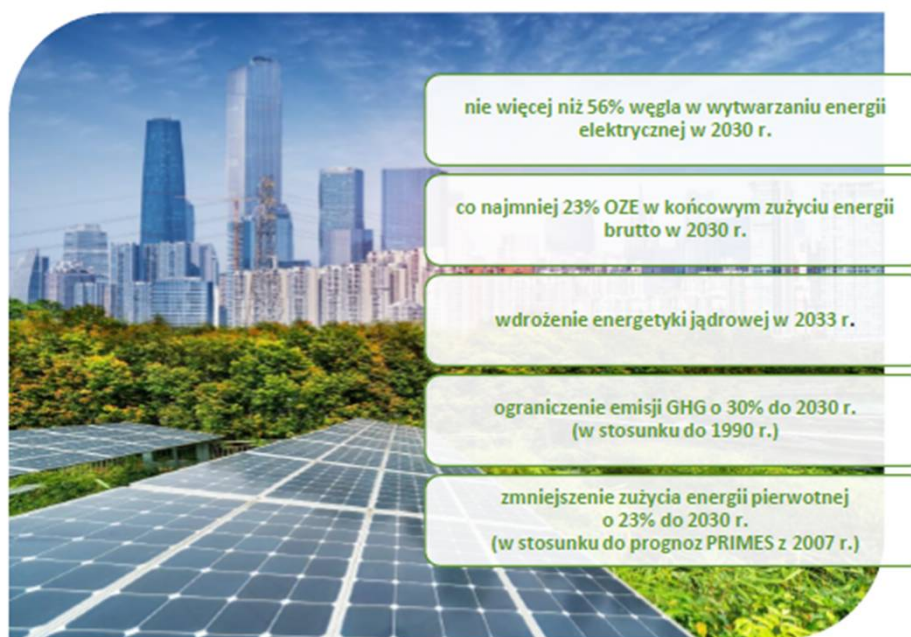 nie więcej niż 56% węgla w wytwarzaniu energii
elektrycznej w 2030 r.
co najmniej 23% OZE w końcowym zużyciu energii
brutto w 2030 r.
wdrożenie energetyki jądrowej w 2033 r.
ograniczenie emisji GHG o 30% do 2030 r.
(w stosunku do 1990 r.)
zmniejszenie zużycia energii pierwotnej
o 23% do 2030 r.
(w stosunku do prognoz PRIMES z 2007 r.)